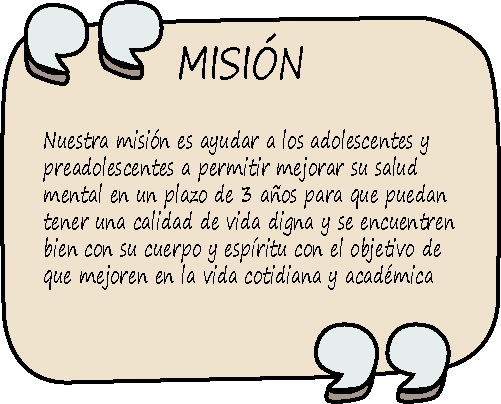 MISIÓN
Nuestra misión es ayudar a los adolescentes y
preadolescentes a permitir mejorar su salud
mental en un plazo de 3 años para que puedan
tener una calidad de vida digna y se encuentren
bien con su cuerpo y espíritu con el objetivo de
que mejoren en la vida cotidiana y académica